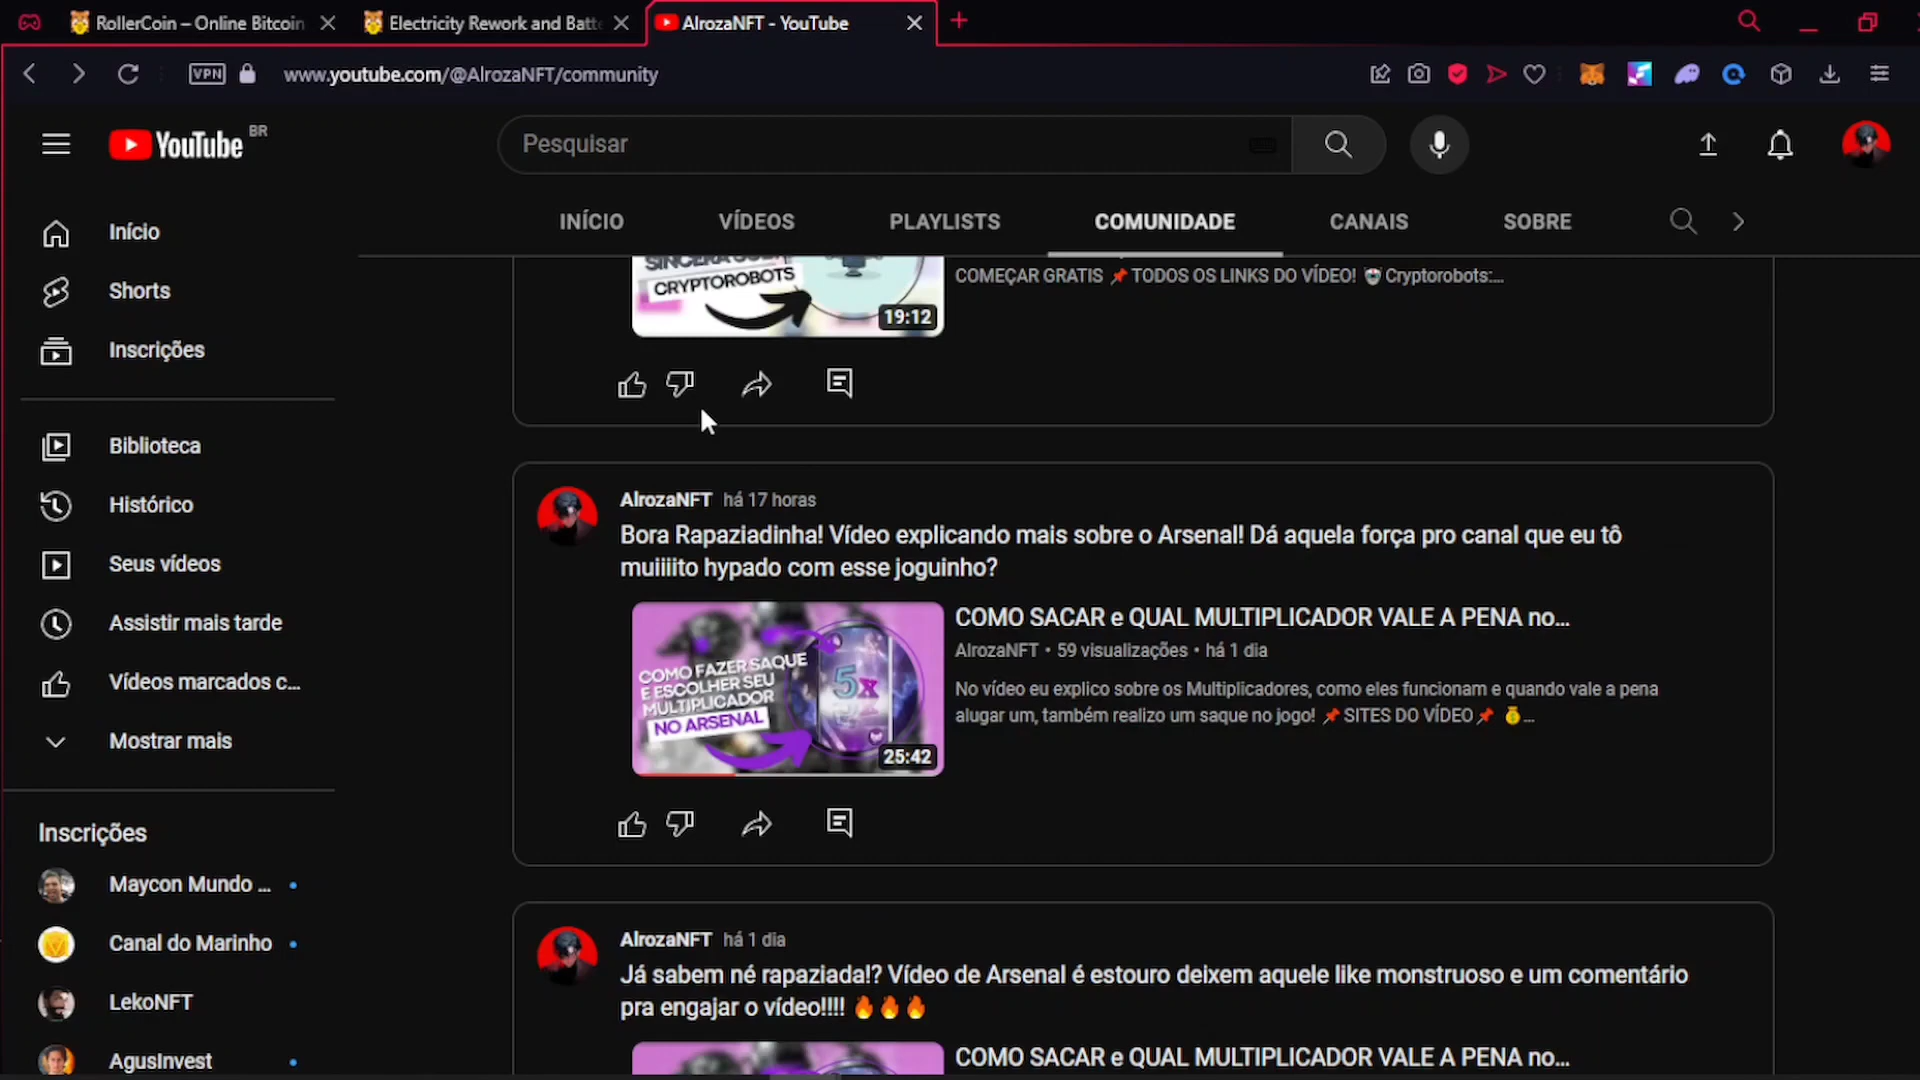 RollerCoin – Online Bitcoin
Electricity Rework and Batte
AlrozaNFT - YouTube
VPN
www.youtube.com/@AlrozaNFT/community
YouTube
BR
Pesquisar
Início
Shorts
Inscrições
Biblioteca
Histórico
Seus vídeos
Assistir mais tarde
Vídeos marcados c...
Mostrar mais
Inscrições
Maycon Mundo ...
Canal do Marinho
LekoNFT
AgusInvest
INÍCIO
VÍDEOS
PLAYLISTS
COMUNIDADE
CANAIS
SOBRE
CRYPTOROBOTS
19:12
COMEÇAR GRATIS 📌 TODOS OS LINKS DO VÍDEO! 🤖 Cryptorobots:...
AlrozaNFT há 17 horas
Bora Rapaziadinha! Vídeo explicando mais sobre o Arsenal! Dá aquela força pro canal que eu tô
muiiiito hypado com esse joguinho?
COMO FAZER SAQUE
E ESCOLHER SEU
MULTIPLICADOR
NO ARSENAL
5x
25:42
COMO SACAR e QUAL MULTIPLICADOR VALE A PENA no...
AlrozaNFT • 59 visualizações • há 1 dia
No vídeo eu explico sobre os Multiplicadores, como eles funcionam e quando vale a pena
alugar um, também realizo um saque no jogo! 📌 SITES DO VÍDEO 📌 💰...
AlrozaNFT há 1 dia
Já sabem né rapaziada!? Vídeo de Arsenal é estouro deixem aquele like monstruoso e um comentário
pra engajar o vídeo!!!! 🔥🔥🔥
COMO SACAR e QUAL MULTIPLICADOR VALE A PENA no...